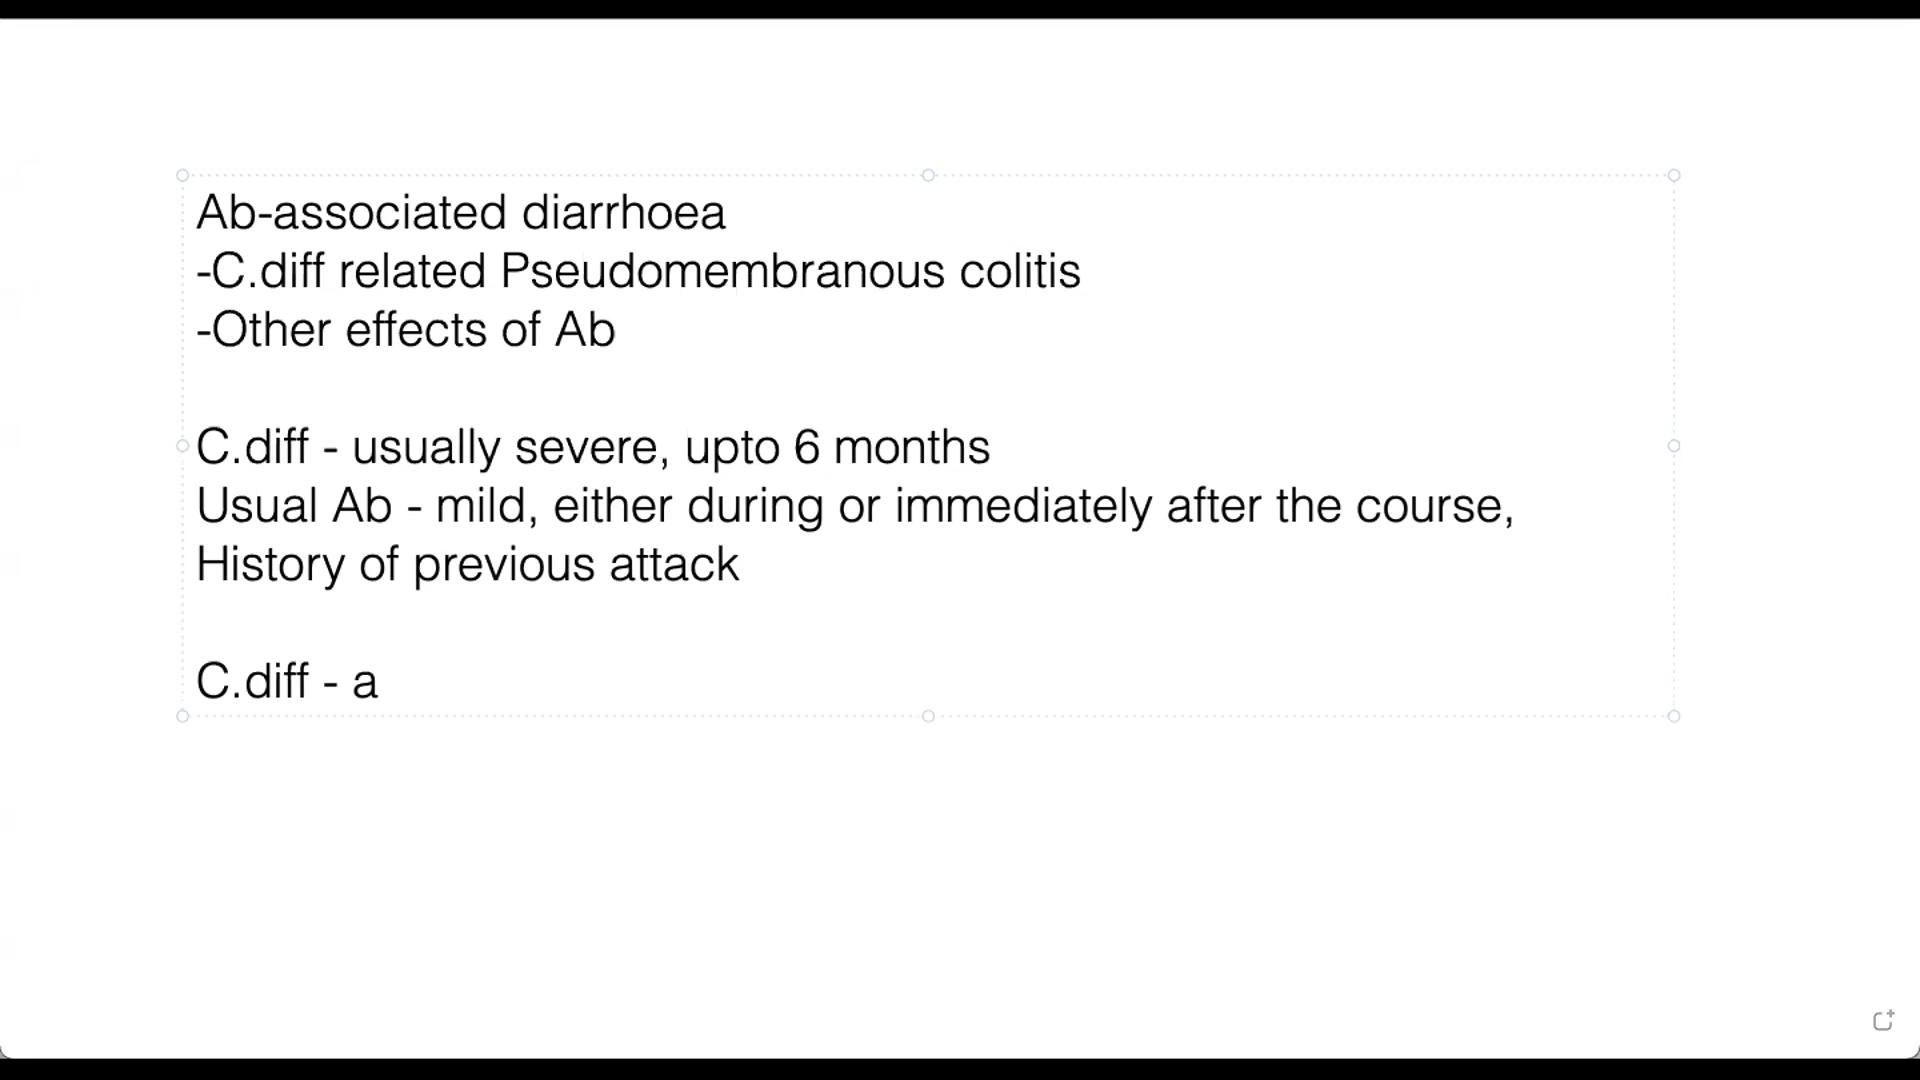 Ab-associated diarrhoea
-C.diff related Pseudomembranous colitis
-Other effects of Ab
C.diff - usually severe, upto 6 months
Usual Ab - mild, either during or immediately after the course,
History of previous attack
C.diff - a